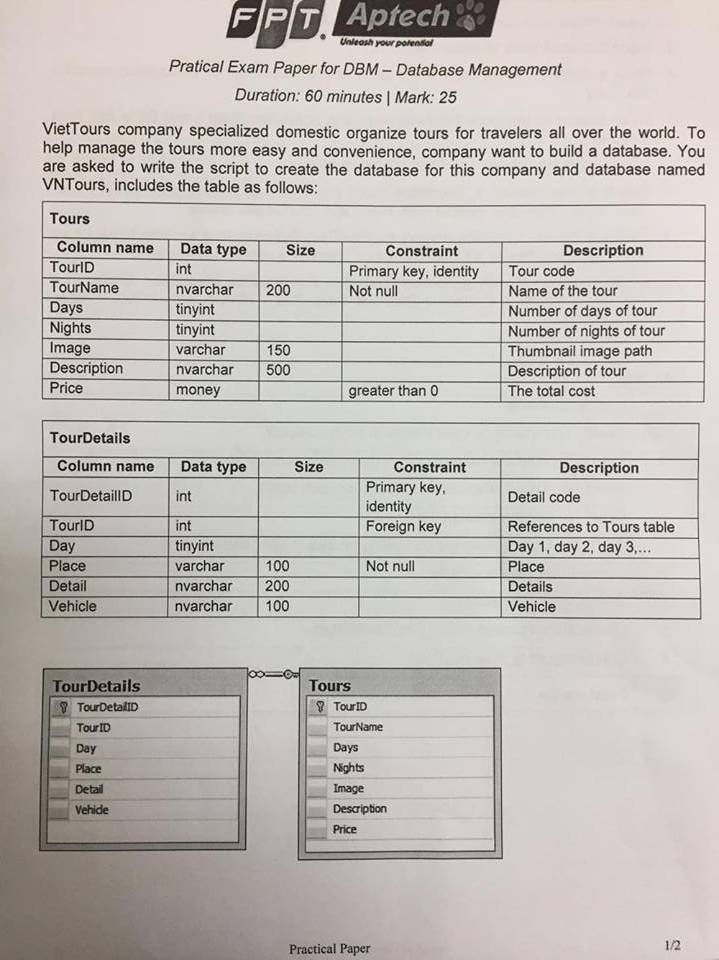 FPT. Aptech
Unleash your potential
Pratical Exam Paper for DBM – Database Management
Duration: 60 minutes | Mark: 25
VietTours company specialized domestic organize tours for travelers all over the world. To
help manage the tours more easy and convenience, company want to build a database. You
are asked to write the script to create the database for this company and database named
VNTours, includes the table as follows:
Tours
Column name Data type Size Constraint Description
TourID int Primary key, identity Tour code
TourName nvarchar 200 Not null Name of the tour
Days tinyint Number of days of tour
Nights tinyint Number of nights of tour
Image varchar 150 Thumbnail image path
Description nvarchar 500 Description of tour
Price money greater than 0 The total cost
TourDetails
Column name Data type Size Constraint Description
TourDetailID int Primary key, identity Detail code
TourID int Foreign key References to Tours table
Day tinyint Day 1, day 2, day 3,...
Place varchar 100 Not null Place
Detail nvarchar 200 Details
Vehicle nvarchar 100 Vehicle
TourDetails
TourDetailID
TourID
Day
Place
Detail
Vehicle
Tours
TourID
TourName
Days
Nights
Image
Description
Price
Practical Paper
1/2